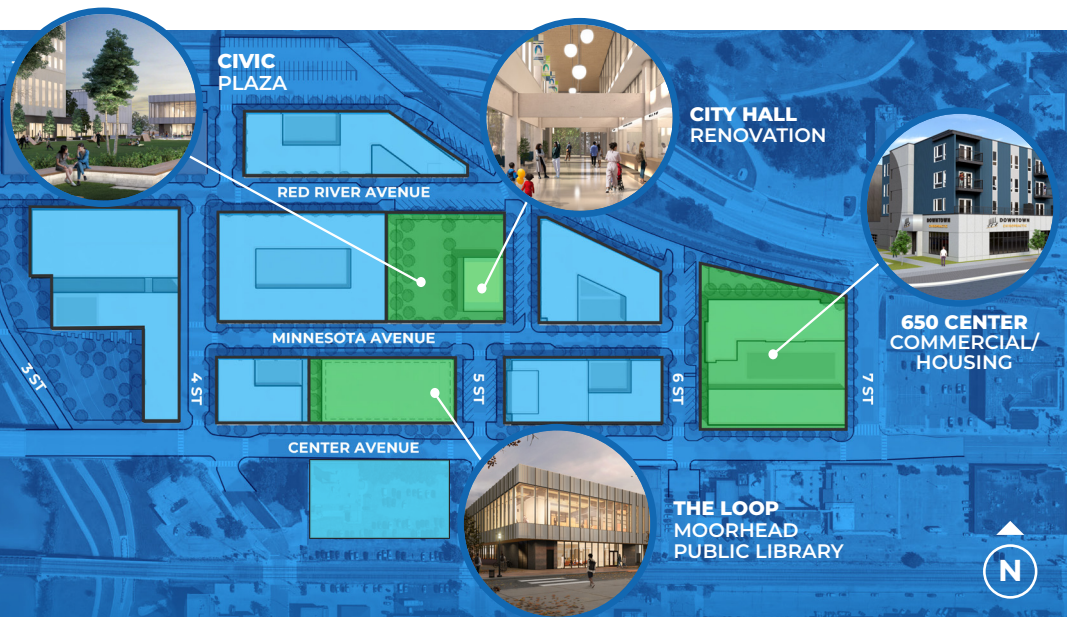 CIVIC
PLAZA
CITY HALL
RENOVATION
RED RIVER AVENUE
DOWNTOWN
DOWNTOWN
650 CENTER
COMMERCIAL/
HOUSING
MINNESOTA AVENUE
3 ST
4 ST
5 ST
6 ST
7 ST
CENTER AVENUE
THE LOOP
MOORHEAD
PUBLIC LIBRARY
N